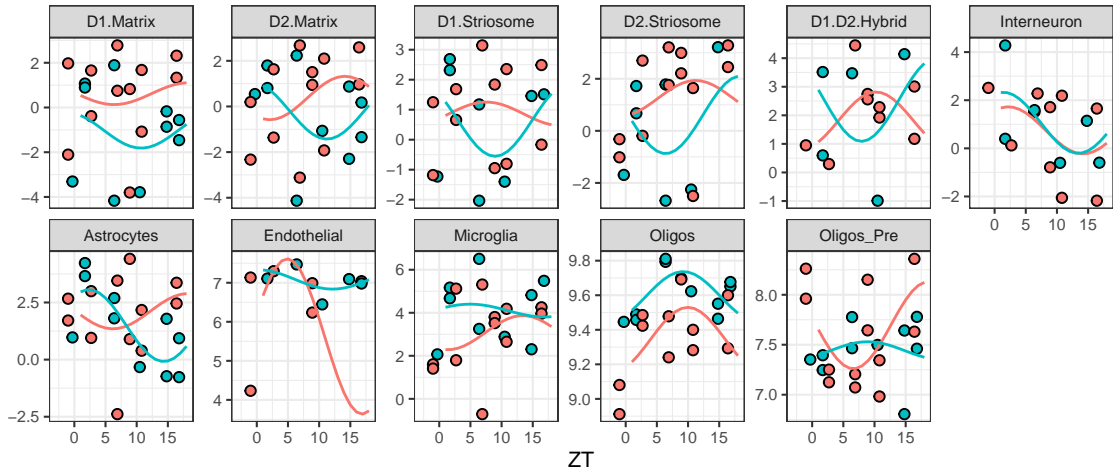 D1.Matrix D2.Matrix D1.Striosome D2.Striosome D1.D2.Hybrid Interneuron
2 0 −2 −4
2 0 −2 −4
3 2 1 0 −1 −2
2 0 −2
4 3 2 1 0 −1
4 2 0 −2
Astrocytes Endothelial Microglia Oligos Oligos_Pre
2.5 0.0 −2.5
7 6 5 4
6 4 2 0
9.8 9.6 9.4 9.2 9.0
8.0 7.5 7.0
0 5 10 15 0 5 10 15 0 5 10 15 0 5 10 15 0 5 10 15 0 5 10 15
ZT